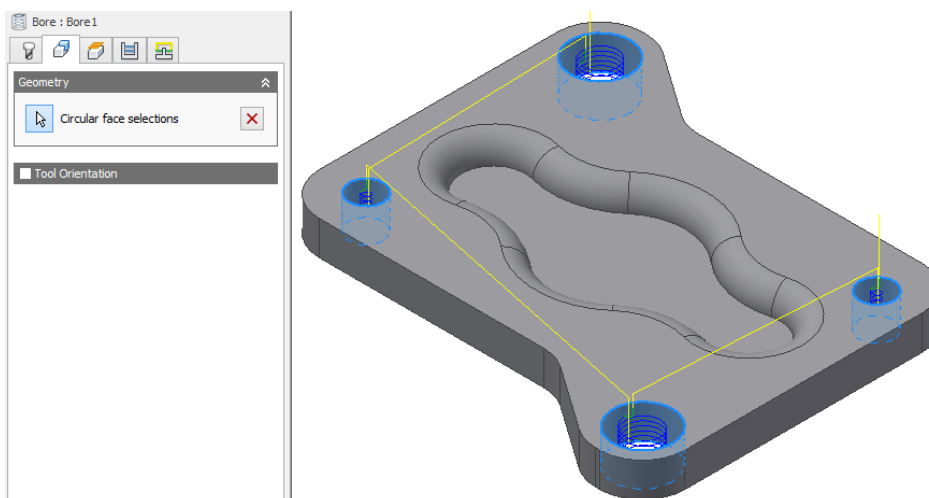 Bore : Bore1
Geometry
Circular face selections
Tool Orientation